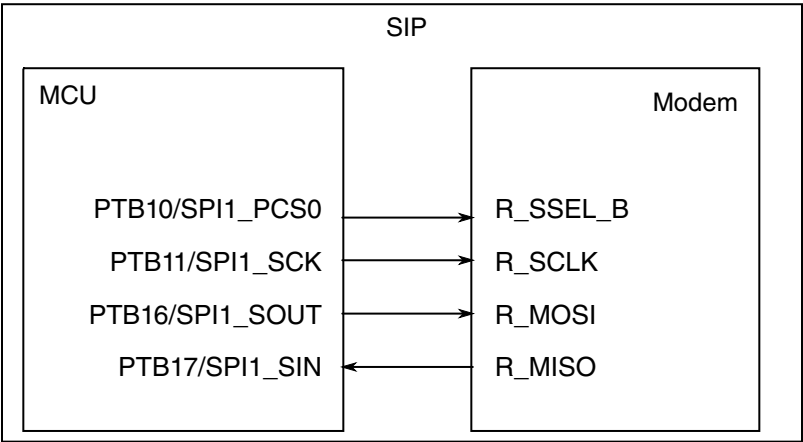 SIP
MCU
Modem
PTB10/SPI1_PCS0
R_SSEL_B
PTB11/SPI1_SCK
R_SCLK
PTB16/SPI1_SOUT
R_MOSI
PTB17/SPI1_SIN
R_MISO